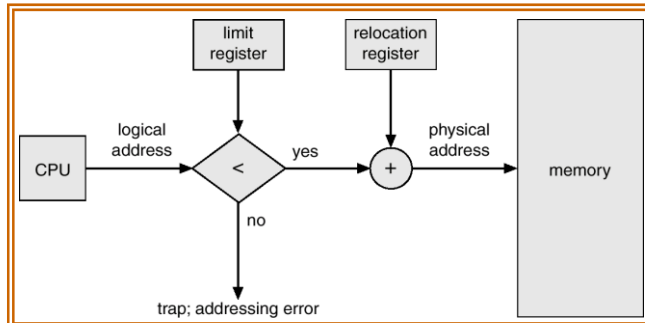 limit
register
relocation
register
logical
address
physical
address
CPU
<
yes
+
memory
no
trap; addressing error